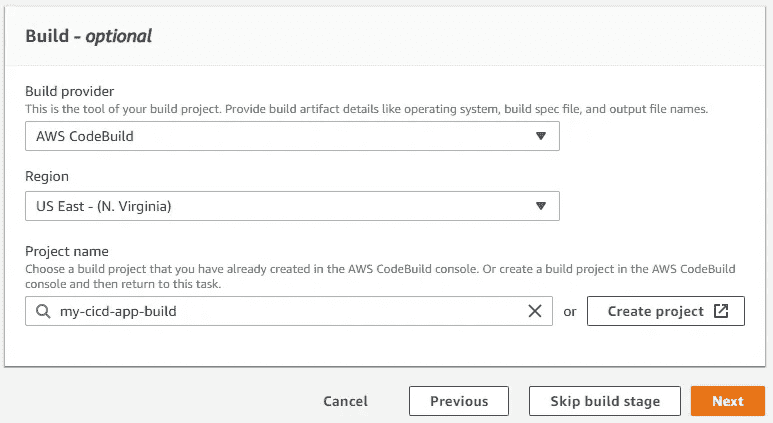 Build - optional
Build provider
This is the tool of your build project. Provide build artifact details like operating system, build spec file, and output file names.
AWS CodeBuild
Region
US East - (N. Virginia)
Project name
Choose a build project that you have already created in the AWS CodeBuild console. Or create a build project in the AWS CodeBuild
console and then return to this task.
my-cicd-app-build or Create project
Cancel Previous Skip build stage Next